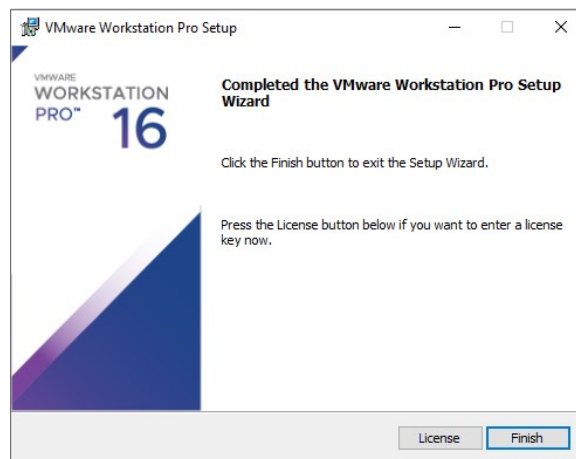 VMware Workstation Pro Setup
VMWARE
WORKSTATION
PRO™ 16
Completed the VMware Workstation Pro Setup
Wizard
Click the Finish button to exit the Setup Wizard.
Press the License button below if you want to enter a license
key now.
License Finish